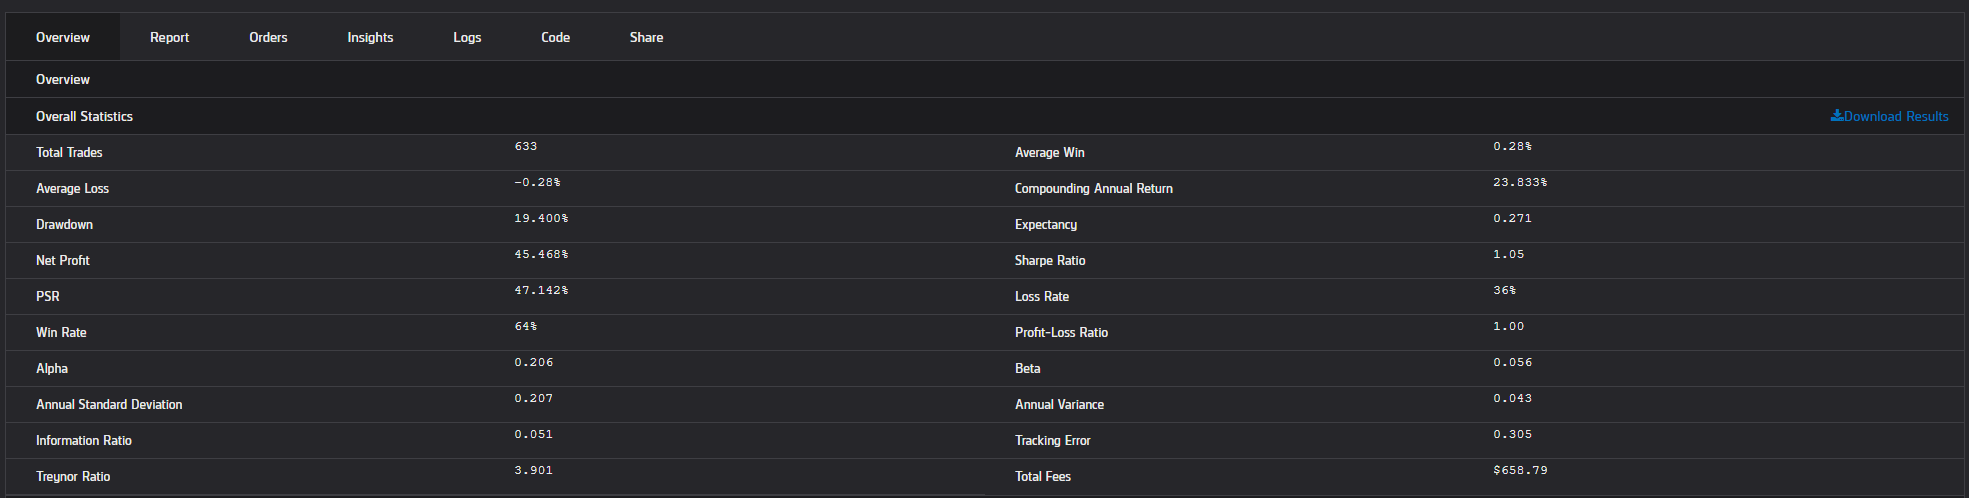 Overview Report Orders Insights Logs Code Share
Overview
Overall Statistics Download Results
Total Trades 633 Average Win 0.28%
Average Loss -0.28% Compounding Annual Return 23.833%
Drawdown 19.400% Expectancy 0.271
Net Profit 45.468% Sharpe Ratio 1.05
PSR 47.142% Loss Rate 36%
Win Rate 64% Profit-Loss Ratio 1.00
Alpha 0.206 Beta 0.056
Annual Standard Deviation 0.207 Annual Variance 0.043
Information Ratio 0.051 Tracking Error 0.305
Treynor Ratio 3.901 Total Fees $658.79